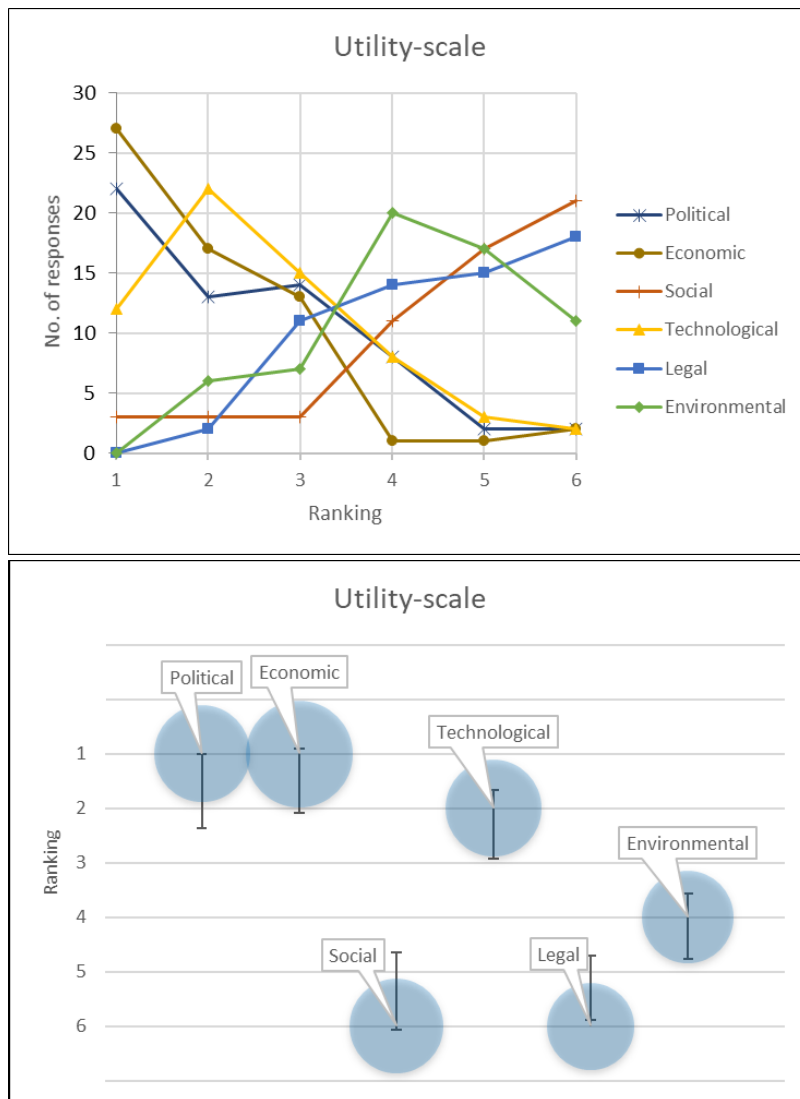 Utility-scale
30
25
20
15
10
5
0
No. of responses
1 2 3 4 5 6
Ranking
Political
Economic
Social
Technological
Legal
Environmental
Utility-scale
Political
Economic
Technological
Environmental
Social
Legal
1
2
3
4
5
6
Ranking